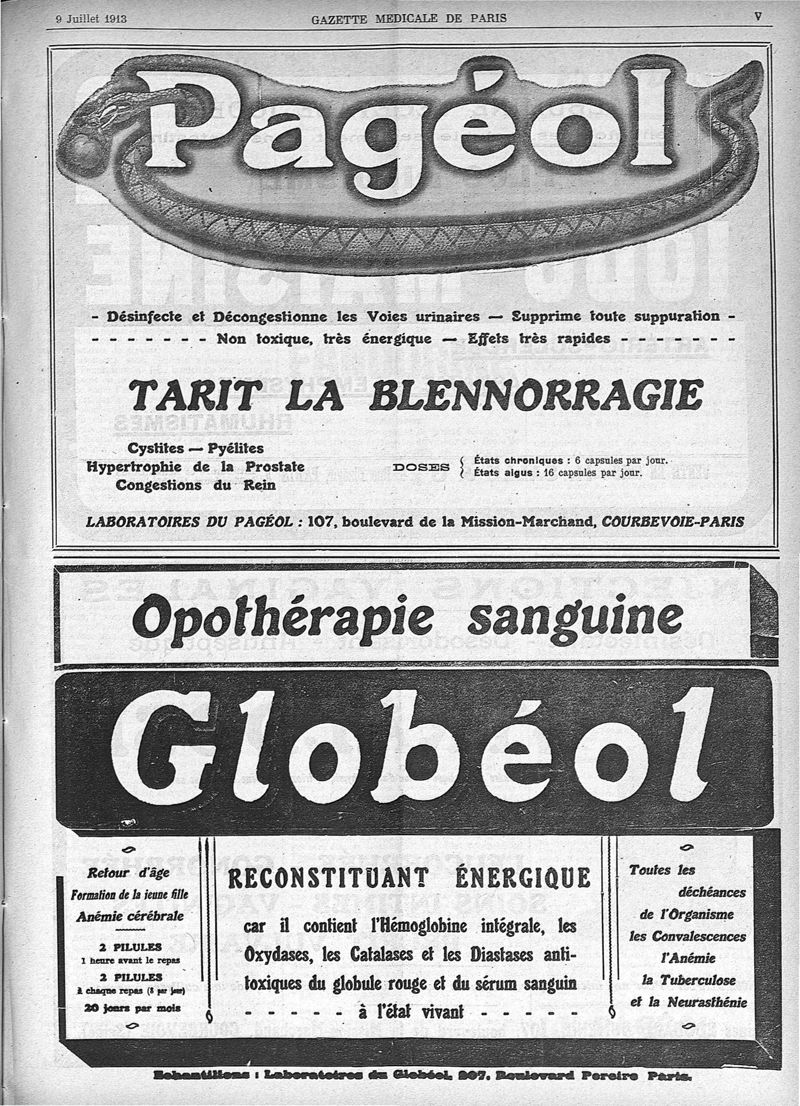 9 Juillet 1913 GAZETTE MEDICALE DE PARIS V
Pagéol
- Désinfecte et Décongestionne les Voies urinaires — Supprime toute suppuration -
- - - - - - - Non toxique, très énergique — Effets très rapides - - - - - - -
TARIT LA BLENNORRAGIE
Cystites — Pyélites
Hypertrophie de la Prostate
Congestions du Rein
DOSES { États chroniques : 6 capsules par jour.
États aigus : 16 capsules par jour.
LABORATOIRES DU PAGÉOL : 107, boulevard de la Mission-Marchand, COURBEVOIE-PARIS
Opothérapie sanguine
Globéol
Retour d'âge
Formation de la jeune fille
Anémie cérébrale
2 PILULES
1 heure avant le repas
2 PILULES
à chaque repas (8 par jour)
20 jours par mois
RECONSTITUANT ÉNERGIQUE
car il contient l'Hémoglobine intégrale, les
Oxydases, les Catalases et les Diastases anti-
toxiques du globule rouge et du sérum sanguin
- - - - - à l'état vivant - - - - -
Toutes les
déchéances
de l'Organisme
les Convalescences
l'Anémie
la Tuberculose
et la Neurasthénie
Echantillons : Laboratoires du Globéol, 207, Boulevard Pereire Paris.